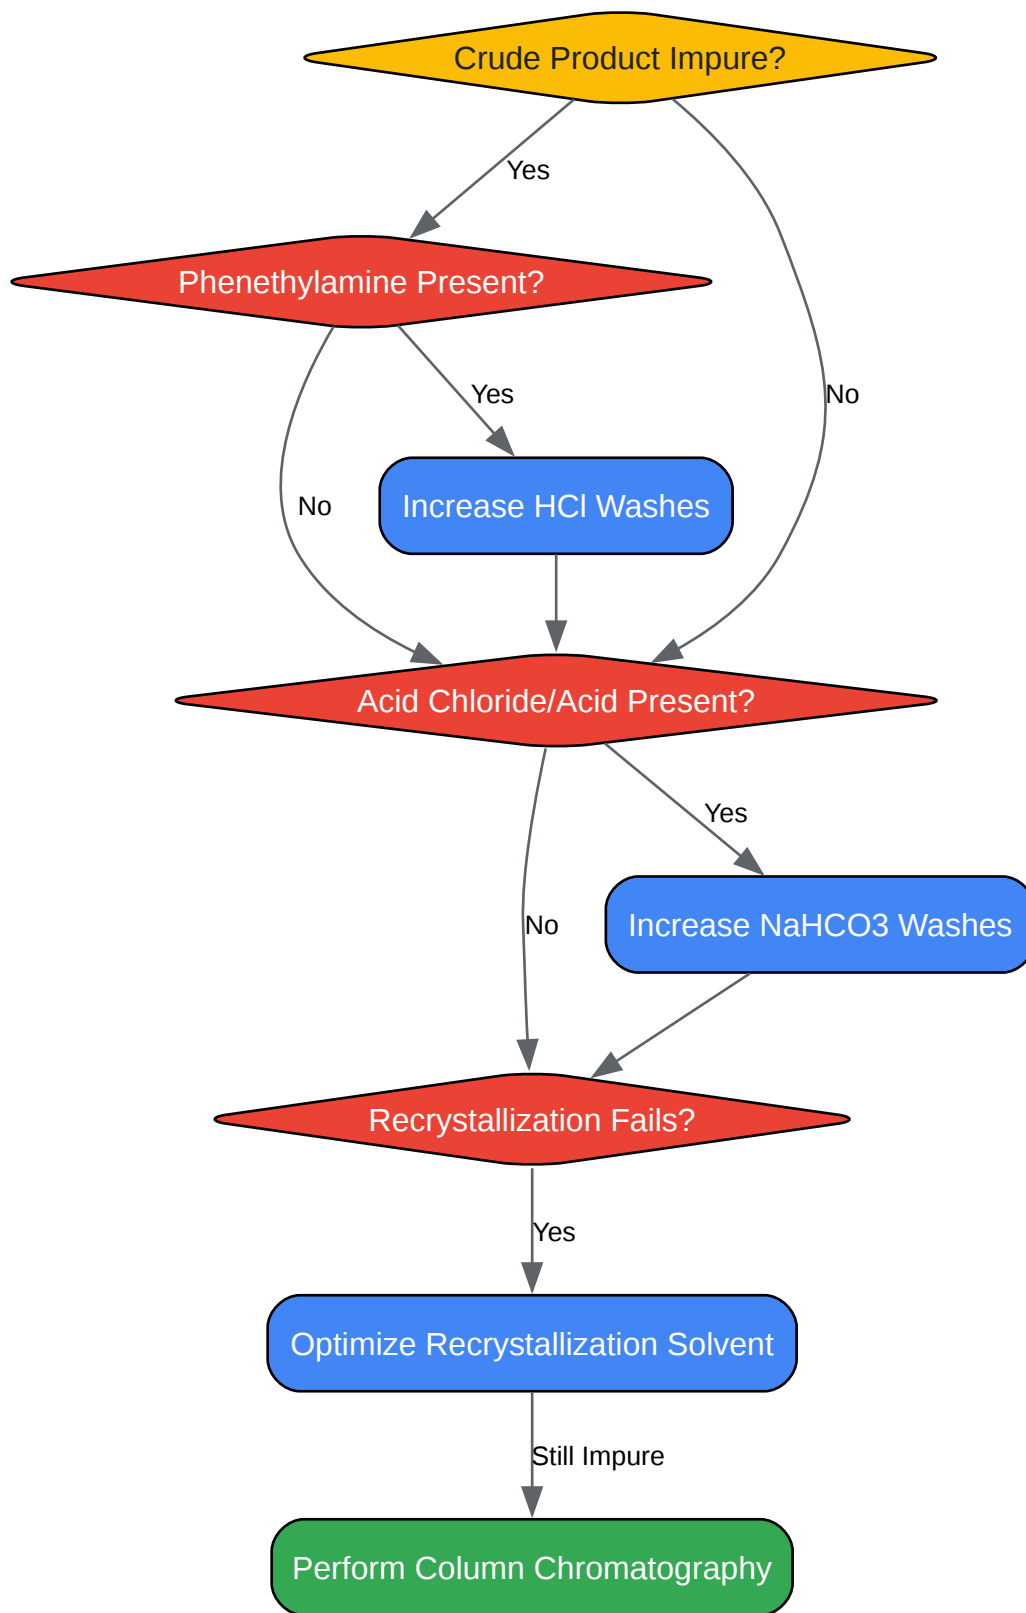 Crude Product Impure?
Yes
Phenethylamine Present?
Yes
No
No
Increase HCl Washes
Acid Chloride/Acid Present?
Yes
No
Increase NaHCO3 Washes
Recrystallization Fails?
Yes
Optimize Recrystallization Solvent
Still Impure
Perform Column Chromatography